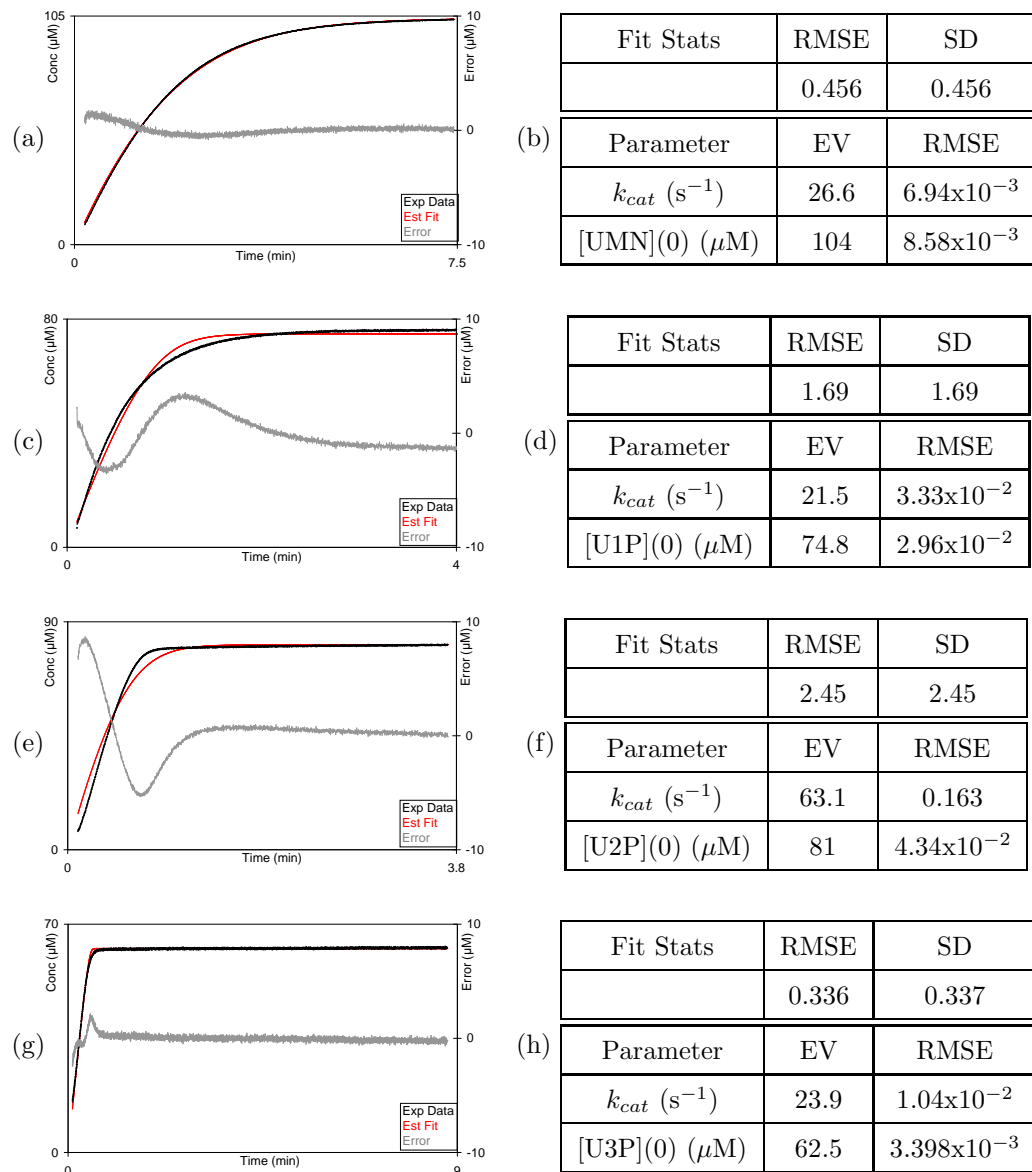 (a)
105
Conc (µM)
0
0
Time (min)
7.5
10
Error (µM)
0
-10
Exp Data
Est Fit
Error
(b)
Fit Stats RMSE SD
0.456 0.456
Parameter EV RMSE
k_cat (s⁻¹) 26.6 6.94x10⁻³
[UMN](0) (µM) 104 8.58x10⁻³
(c)
80
Conc (µM)
0
0
Time (min)
4
10
Error (µM)
0
-10
Exp Data
Est Fit
Error
(d)
Fit Stats RMSE SD
1.69 1.69
Parameter EV RMSE
k_cat (s⁻¹) 21.5 3.33x10⁻²
[U1P](0) (µM) 74.8 2.96x10⁻²
(e)
90
Conc (µM)
0
0
Time (min)
3.8
10
Error (µM)
0
-10
Exp Data
Est Fit
Error
(f)
Fit Stats RMSE SD
2.45 2.45
Parameter EV RMSE
k_cat (s⁻¹) 63.1 0.163
[U2P](0) (µM) 81 4.34x10⁻²
(g)
70
Conc (µM)
0
0
Time (min)
9
10
Error (µM)
0
-10
Exp Data
Est Fit
Error
(h)
Fit Stats RMSE SD
0.336 0.337
Parameter EV RMSE
k_cat (s⁻¹) 23.9 1.04x10⁻²
[U3P](0) (µM) 62.5 3.398x10⁻³